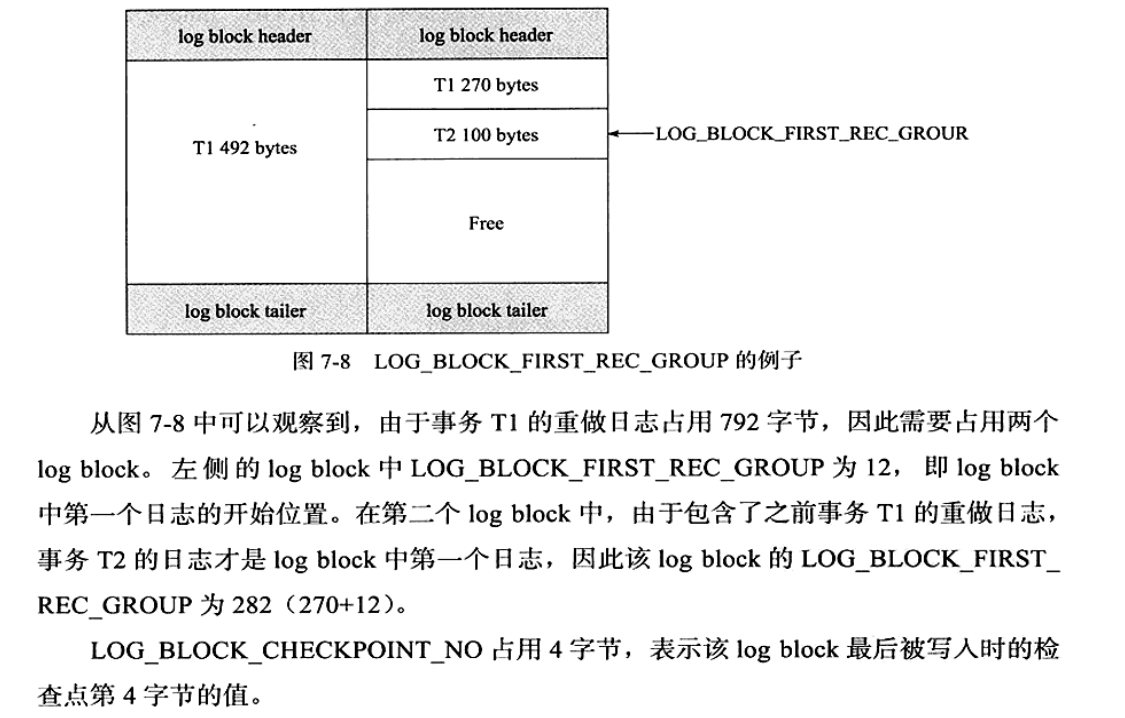 log block header
log block header
T1 492 bytes
T1 270 bytes
T2 100 bytes
LOG_BLOCK_FIRST_REC_GROUR
Free
log block tailer
log block tailer
图 7-8 LOG_BLOCK_FIRST_REC_GROUP 的例子
从图 7-8 中可以观察到，由于事务 T1 的重做日志占用 792 字节，因此需要占用两个
log block。左侧的 log block 中 LOG_BLOCK_FIRST_REC_GROUP 为 12，即 log block
中第一个日志的开始位置。在第二个 log block 中，由于包含了之前事务 T1 的重做日志，
事务 T2 的日志才是 log block 中第一个日志，因此该 log block 的 LOG_BLOCK_FIRST_
REC_GROUP 为 282（270+12）。
LOG_BLOCK_CHECKPOINT_NO 占用 4 字节，表示该 log block 最后被写入时的检
查点第 4 字节的值。